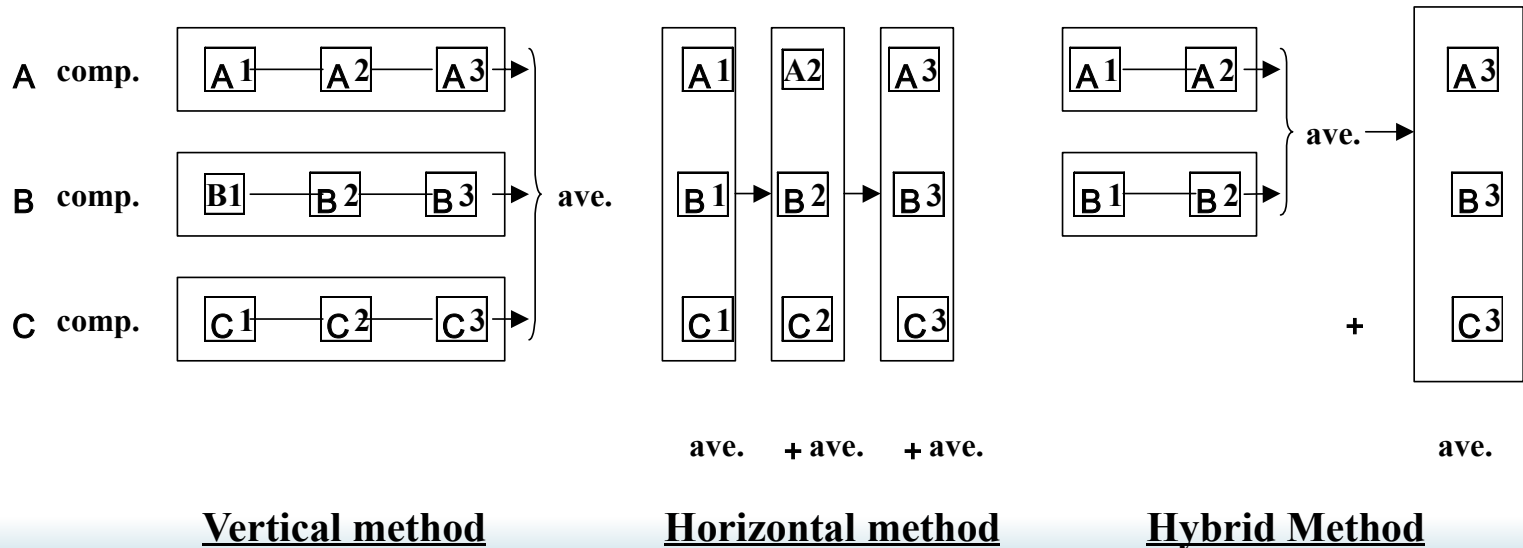 A comp. A1 A2 A3 A1 A2 A3 A1 A2 A3
ave.
B comp. B1 B2 B3 ave. B1 B2 B3 B1 B2 B3
C comp. C1 C2 C3 C1 C2 C3 + C3
ave. + ave. + ave. ave.
Vertical method Horizontal method Hybrid Method